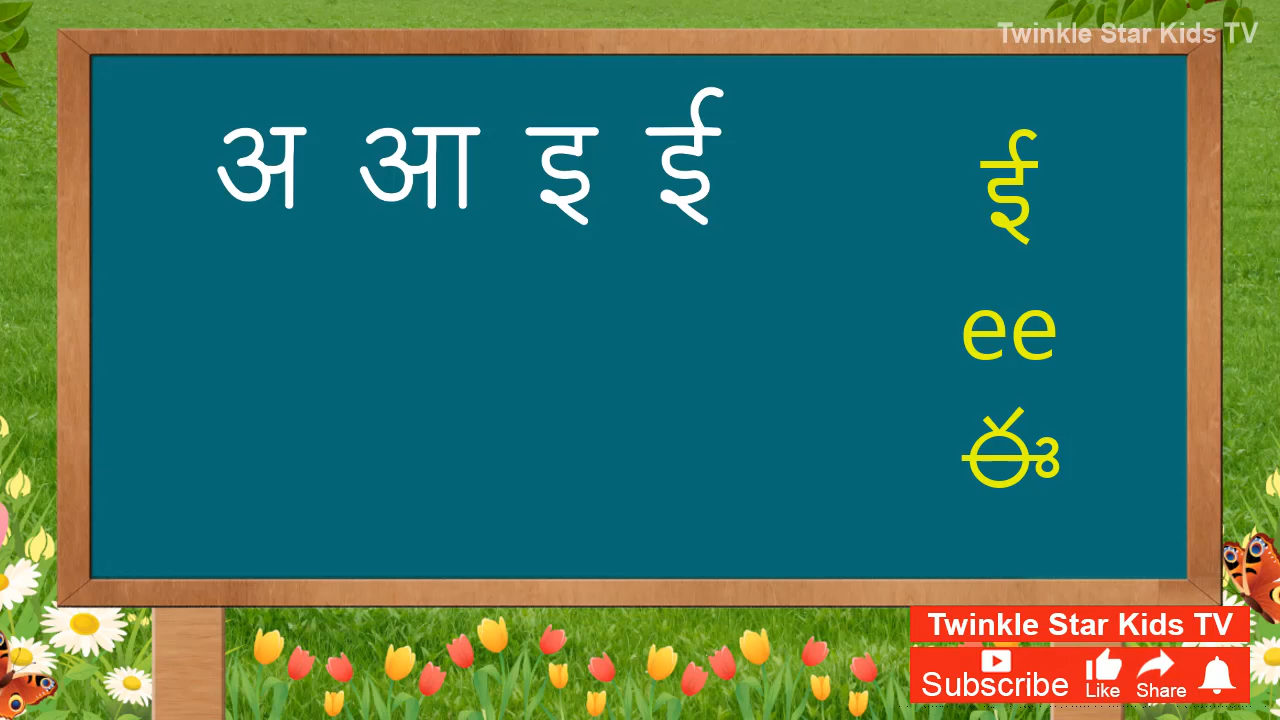 Twinkle Star Kids TV
अ आ इ ई
ई
ee
ఈ
Twinkle Star Kids TV
Subscribe
Like
Share